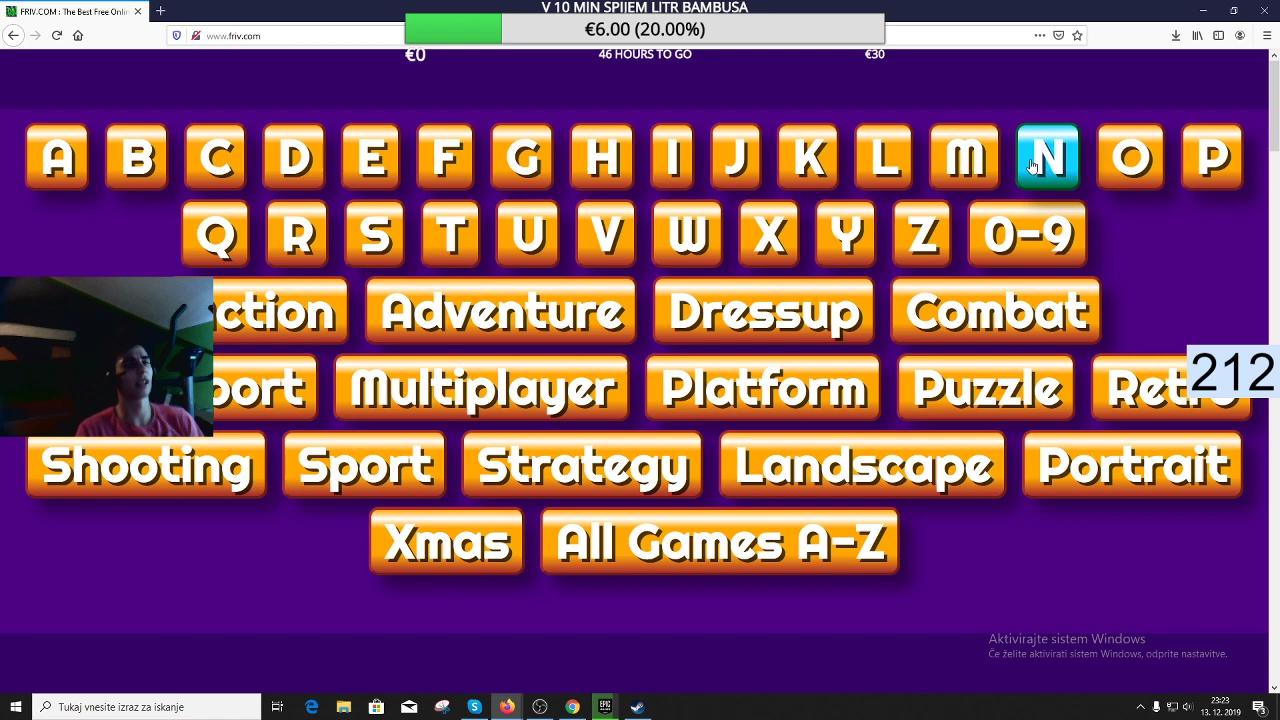 FRIV.COM: The Best Free Onlin
V 10 MIN SPIJEM LITR BAMBUSA
www.friv.com
€6.00 (20.00%)
€0 46 HOURS TO GO €30
A B C D E F G H I J K L M N O P
Q R S T U V W X Y Z 0-9
ction Adventure Dressup Combat
port Multiplayer Platform Puzzle Retro
212
Shooting Sport Strategy Landscape Portrait
Xmas All Games A-Z
Aktivirajte sistem Windows
Če želite aktivirati sistem Windows, odprite nastavitve.
Tukaj vnesite izraz za iskanje
EPIC
23:23
13. 12. 2019